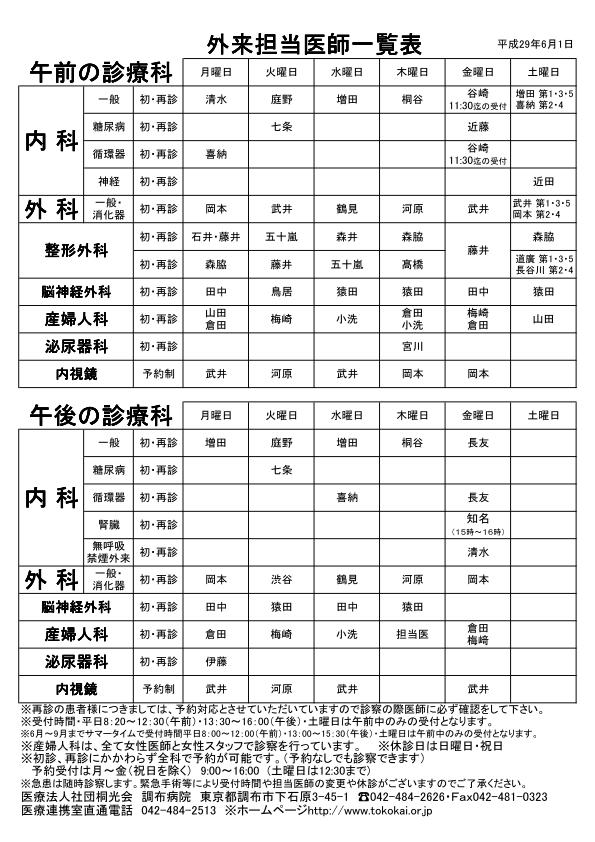 外来担当医師一覧表
平成29年6月1日
午前の診療科 月曜日 火曜日 水曜日 木曜日 金曜日 土曜日
内科 一般 初・再診 清水 庭野 増田 桐谷 谷崎 11:30迄の受付 増田 第1・3・5 喜納 第2・4
糖尿病 初・再診 七条 近藤
循環器 初・再診 喜納 谷崎 11:30迄の受付
神経 初・再診 近田
外科 一般・消化器 初・再診 岡本 武井 鶴見 河原 武井 武井 第1・3・5 岡本 第2・4
整形外科 初・再診 石井・藤井 五十嵐 森井 森脇 藤井 森脇
初・再診 森脇 藤井 五十嵐 高橋 道廣 第1・3・5 長谷川 第2・4
脳神経外科 初・再診 田中 鳥居 猿田 猿田 田中 猿田
産婦人科 初・再診 山田 倉田 梅崎 小洗 倉田 小洗 梅崎 倉田 山田
泌尿器科 初・再診 宮川
内視鏡 予約制 武井 河原 武井 岡本 岡本
午後の診療科 月曜日 火曜日 水曜日 木曜日 金曜日 土曜日
内科 一般 初・再診 増田 庭野 増田 桐谷 長友
糖尿病 初・再診 七条
循環器 初・再診 喜納 長友
腎臓 初・再診 知名 (15時～16時)
無呼吸 禁煙外来 初・再診 清水
外科 一般・消化器 初・再診 岡本 渋谷 鶴見 河原 岡本
脳神経外科 初・再診 田中 猿田 田中 猿田
産婦人科 初・再診 倉田 梅崎 小洗 担当医 倉田 梅﨑
泌尿器科 初・再診 伊藤
内視鏡 予約制 武井 河原 武井 武井
※再診の患者様につきましては、予約対応とさせていただいていますので診察の際医師に必ず確認をして下さい。
※受付時間・平日8:20～12:30(午前)・13:30～16:00(午後)・土曜日は午前中のみの受付となります。
※6月～9月までサマータイムで受付時間平日8:00～12:00(午前)・13:00～15:30(午後)・土曜日は午前中のみの受付となります。
※産婦人科は、全て女性医師と女性スタッフで診察を行っています。 ※休診日は日曜日・祝日
※初診、再診にかかわらず全科で予約が可能です。(予約なしでも診察できます)
予約受付は月～金(祝日を除く) 9:00～16:00 (土曜日は12:30まで)
※急患は随時診察します。緊急手術等により受付時間や担当医師の変更や休診がございますのでご了承ください。
医療法人社団桐光会 調布病院 東京都調布市下石原3-45-1 ☎042-484-2626・Fax042-481-0323
医療連携室直通電話 042-484-2513 ※ホームページhttp://www.tokokai.or.jp